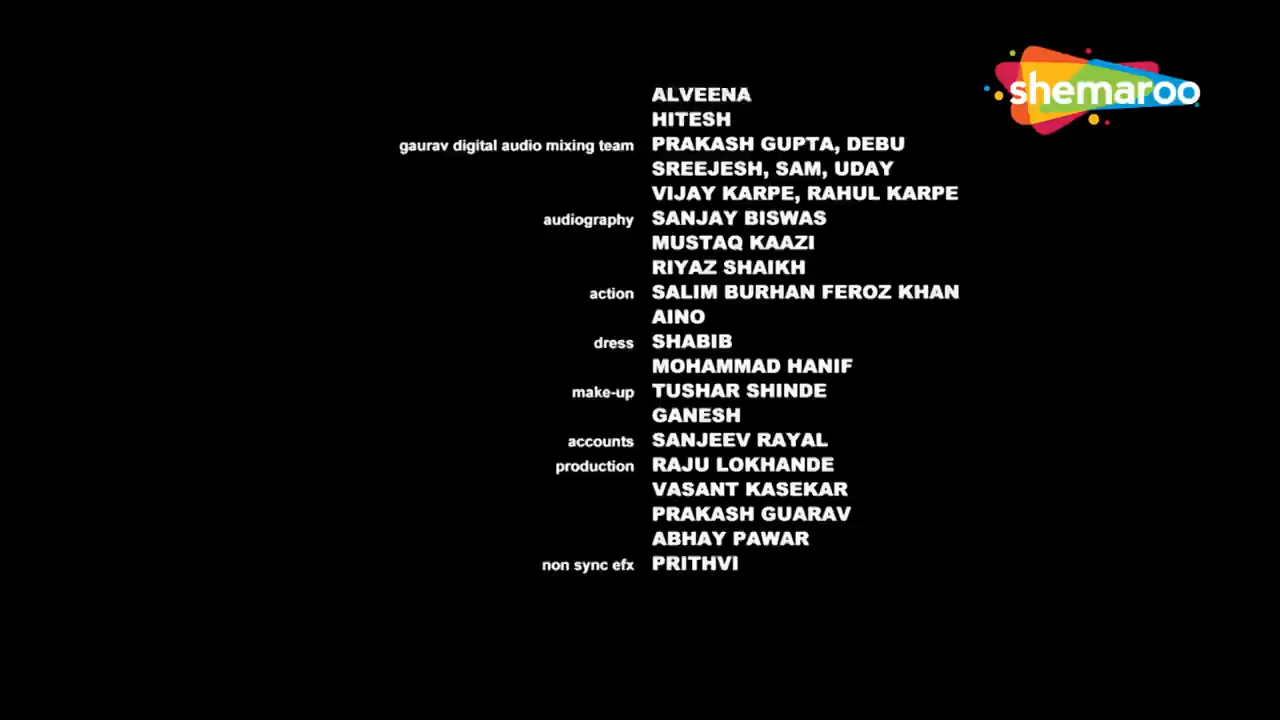 shemaroo
ALVEENA
HITESH
gaurav digital audio mixing team PRAKASH GUPTA, DEBU
SREEJESH, SAM, UDAY
VIJAY KARPE, RAHUL KARPE
audiography SANJAY BISWAS
MUSTAQ KAAZI
RIYAZ SHAIKH
action SALIM BURHAN FEROZ KHAN
AINO
dress SHABIB
MOHAMMAD HANIF
make-up TUSHAR SHINDE
GANESH
accounts SANJEEV RAYAL
production RAJU LOKHANDE
VASANT KASEKAR
PRAKASH GUARAV
ABHAY PAWAR
non sync efx PRITHVI